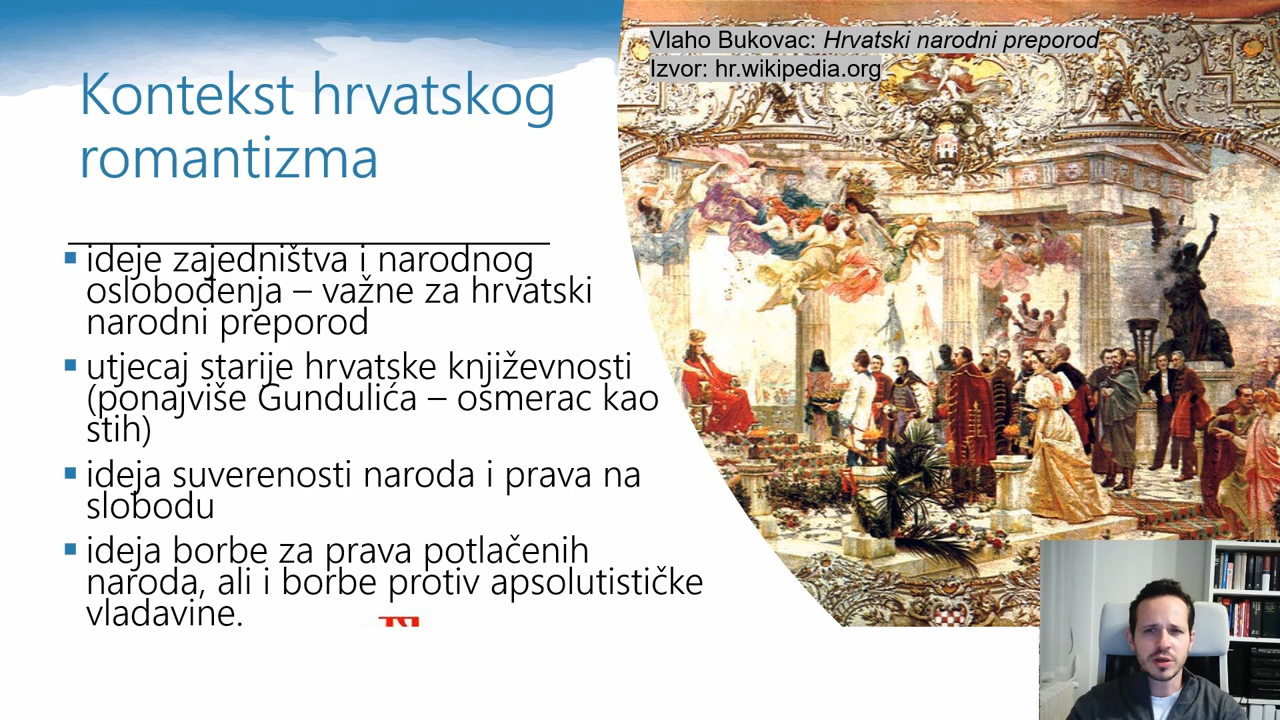 Kontekst hrvatskog
romantizma
ideje zajedništva i narodnog
oslobođenja – važne za hrvatski
narodni preporod
utjecaj starije hrvatske književnosti
(ponajviše Gundulića – osmerac kao
stih)
ideja suverenosti naroda i prava na
slobodu
ideja borbe za prava potlačenih
naroda, ali i borbe protiv apsolutističke
vladavine.
Vlaho Bukovac: Hrvatski narodni preporod
Izvor: hr.wikipedia.org